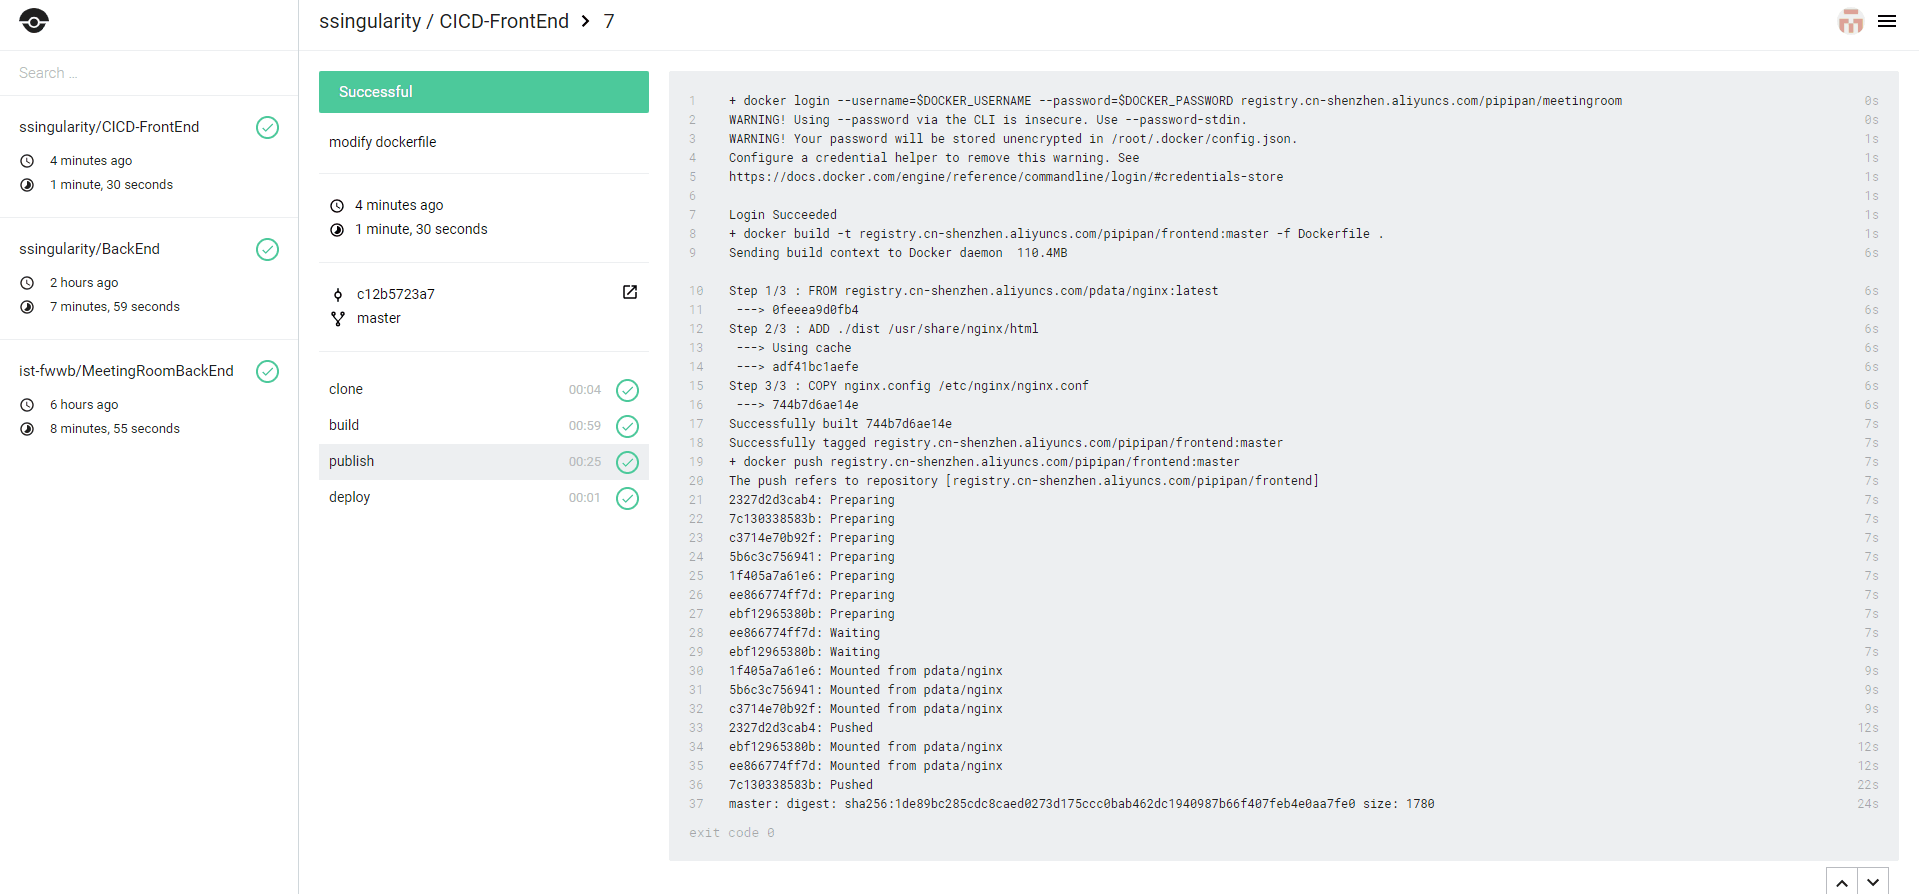 ssingularity / CICD-FrontEnd > 7
Search ...
ssingularity/CICD-FrontEnd
4 minutes ago
1 minute, 30 seconds
ssingularity/BackEnd
2 hours ago
7 minutes, 59 seconds
ist-fwwb/MeetingRoomBackEnd
6 hours ago
8 minutes, 55 seconds
Successful
modify dockerfile
4 minutes ago
1 minute, 30 seconds
c12b5723a7
master
clone 00:04
build 00:59
publish 00:25
deploy 00:01
1 + docker login --username=$DOCKER_USERNAME --password=$DOCKER_PASSWORD registry.cn-shenzhen.aliyuncs.com/pipipan/meetingroom 0s
2 WARNING! Using --password via the CLI is insecure. Use --password-stdin. 0s
3 WARNING! Your password will be stored unencrypted in /root/.docker/config.json. 1s
4 Configure a credential helper to remove this warning. See 1s
5 https://docs.docker.com/engine/reference/commandline/login/#credentials-store 1s
6 1s
7 Login Succeeded 1s
8 + docker build -t registry.cn-shenzhen.aliyuncs.com/pipipan/frontend:master -f Dockerfile . 1s
9 Sending build context to Docker daemon  110.4MB 6s
10 Step 1/3 : FROM registry.cn-shenzhen.aliyuncs.com/pdata/nginx:latest 6s
11 ---> 0feeea9d0fb4 6s
12 Step 2/3 : ADD ./dist /usr/share/nginx/html 6s
13 ---> Using cache 6s
14 ---> adf41bc1aefe 6s
15 Step 3/3 : COPY nginx.config /etc/nginx/nginx.conf 6s
16 ---> 744b7d6ae14e 6s
17 Successfully built 744b7d6ae14e 7s
18 Successfully tagged registry.cn-shenzhen.aliyuncs.com/pipipan/frontend:master 7s
19 + docker push registry.cn-shenzhen.aliyuncs.com/pipipan/frontend:master 7s
20 The push refers to repository [registry.cn-shenzhen.aliyuncs.com/pipipan/frontend] 7s
21 2327d2d3cab4: Preparing 7s
22 7c130338583b: Preparing 7s
23 c3714e70b92f: Preparing 7s
24 5b6c3c756941: Preparing 7s
25 1f405a7a61e6: Preparing 7s
26 ee866774ff7d: Preparing 7s
27 ebf12965380b: Preparing 7s
28 ee866774ff7d: Waiting 7s
29 ebf12965380b: Waiting 7s
30 1f405a7a61e6: Mounted from pdata/nginx 9s
31 5b6c3c756941: Mounted from pdata/nginx 9s
32 c3714e70b92f: Mounted from pdata/nginx 9s
33 2327d2d3cab4: Pushed 12s
34 ebf12965380b: Mounted from pdata/nginx 12s
35 ee866774ff7d: Mounted from pdata/nginx 12s
36 7c130338583b: Pushed 22s
37 master: digest: sha256:1de89bc285cdc8caed0273d175ccc0bab462dc1940987b66f407feb4e0aa7fe0 size: 1780 24s
exit code 0